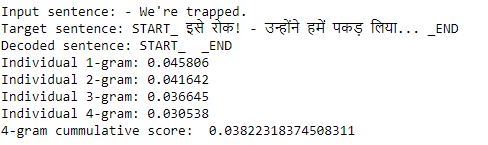 Input sentence: - We're trapped.
Target sentence: START_ इसे रोक! - उन्होंने हमें पकड़ लिया... _END
Decoded sentence: START_  _END
Individual 1-gram: 0.045806
Individual 2-gram: 0.041642
Individual 3-gram: 0.036645
Individual 4-gram: 0.030538
4-gram cummulative score:  0.03822318374508311